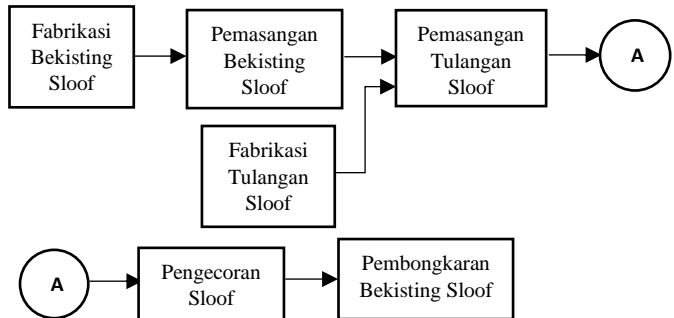 Fabrikasi
Bekisting
Sloof
Pemasangan
Bekisting
Sloof
Pemasangan
Tulangan
Sloof
A
Fabrikasi
Tulangan
Sloof
A
Pengecoran
Sloof
Pembongkaran
Bekisting Sloof